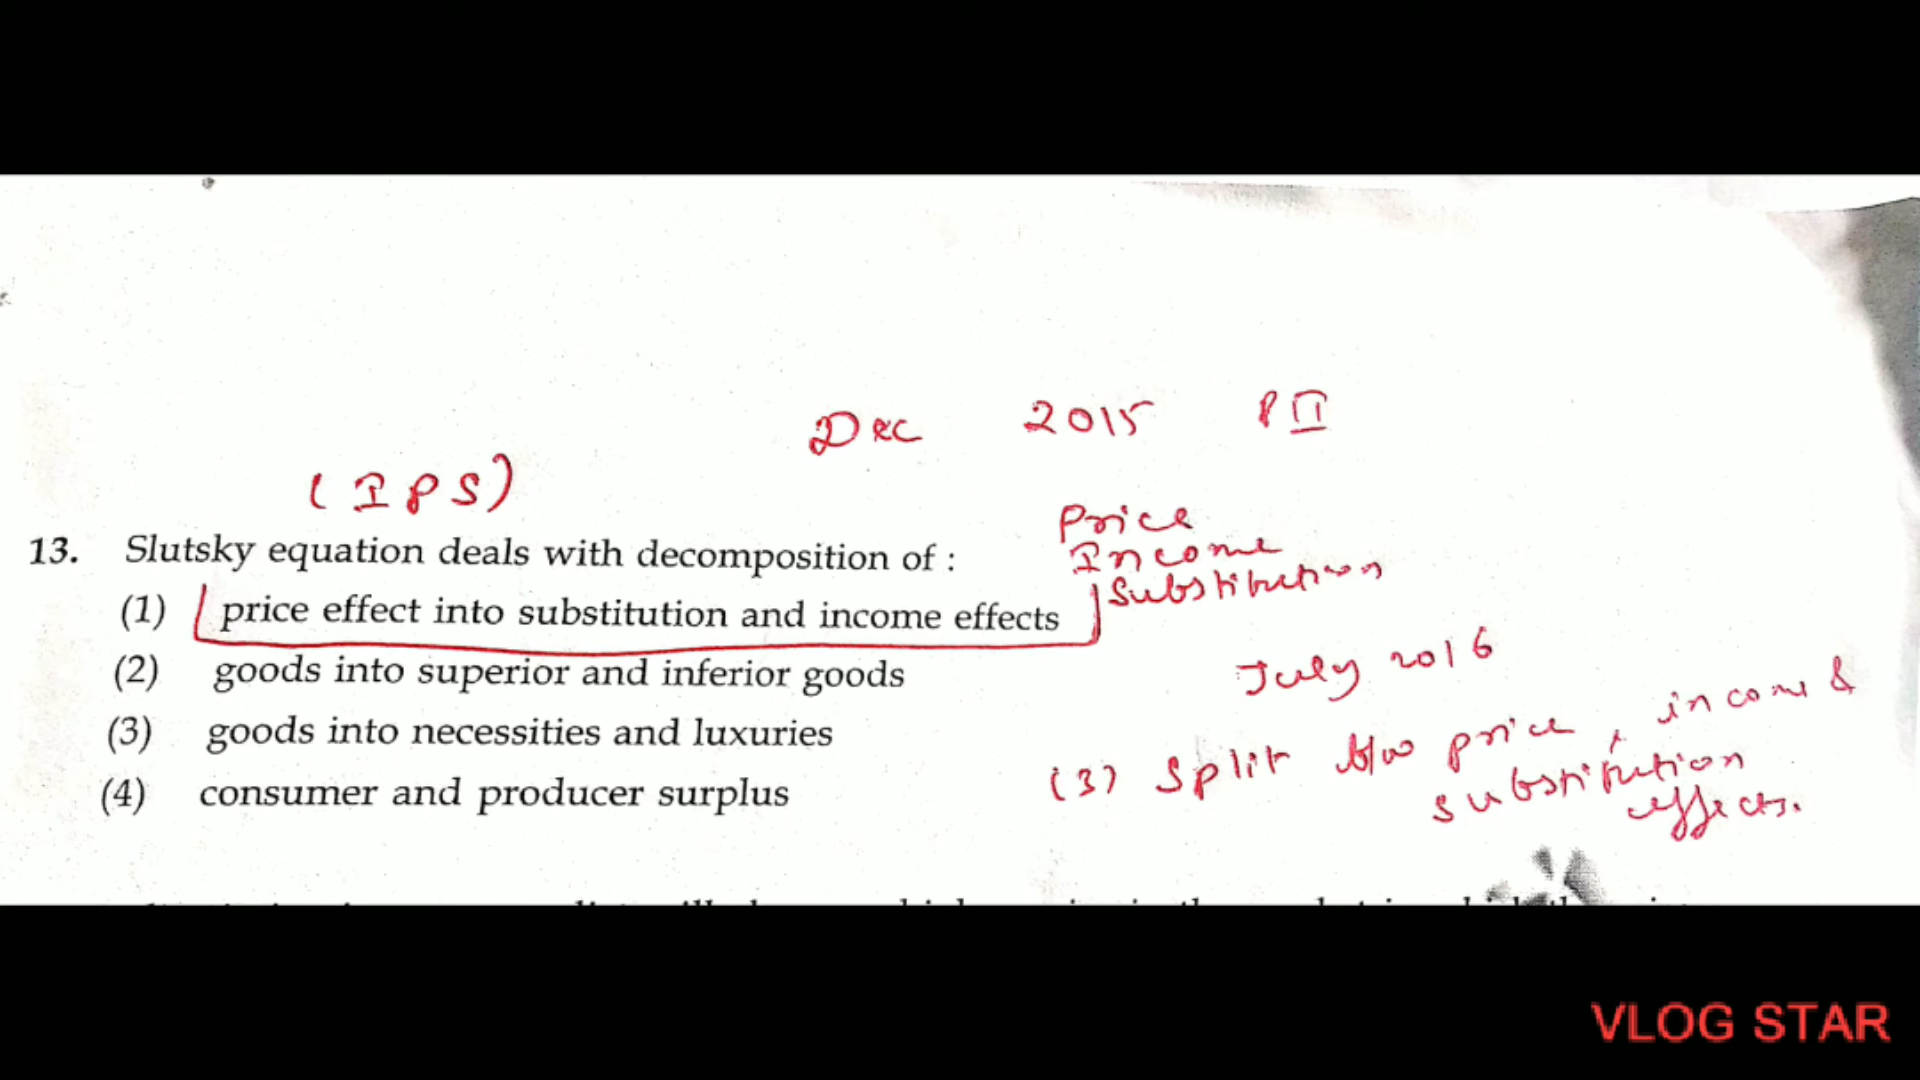 Dec 2015 P II
(IPS)
Price
Income
Substitution
13. Slutsky equation deals with decomposition of :
(1) price effect into substitution and income effects
(2) goods into superior and inferior goods
(3) goods into necessities and luxuries
(4) consumer and producer surplus
July 2016
(3) Split b/w price, income &
substitution
effects.
VLOG STAR